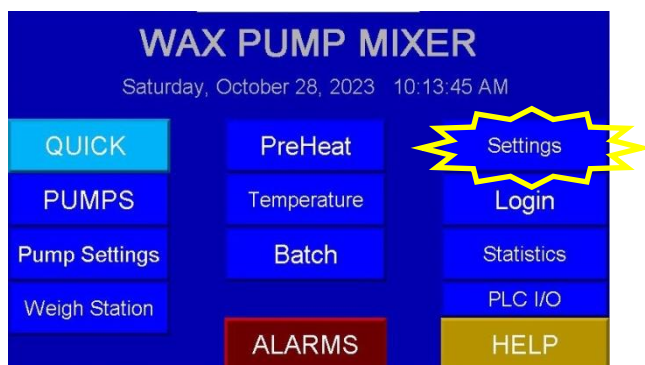 WAX PUMP MIXER
Saturday, October 28, 2023 10:13:45 AM
QUICK
PreHeat
Settings
PUMPS
Temperature
Login
Pump Settings
Batch
Statistics
Weigh Station
PLC I/O
ALARMS
HELP